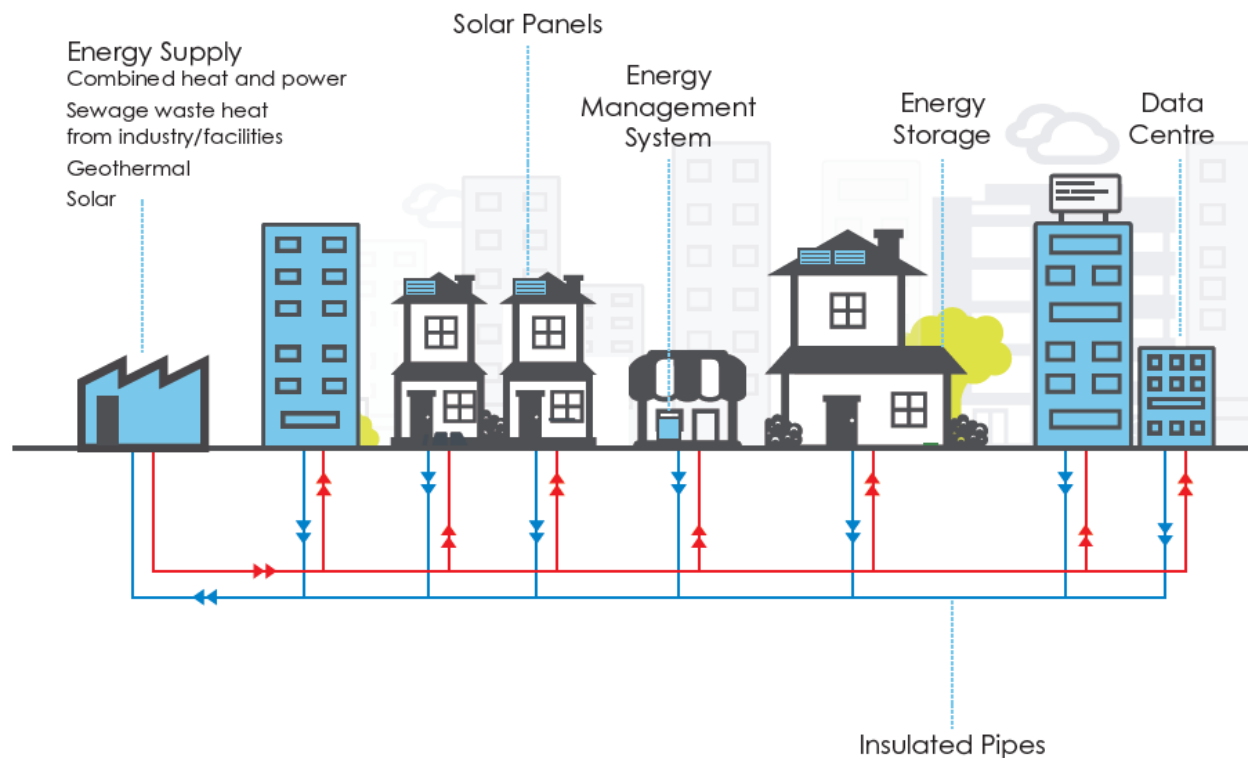 Solar Panels
Energy Supply
Combined heat and power
Sewage waste heat
from industry/facilities
Geothermal
Solar
Energy
Management
System
Energy
Storage
Data
Centre
Insulated Pipes